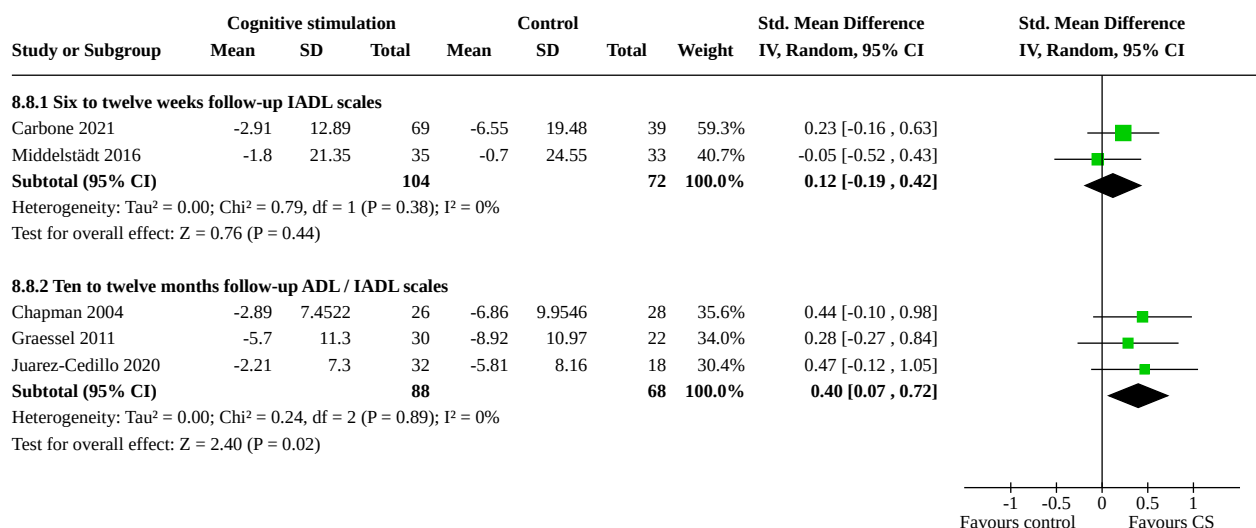 Cognitive stimulation Control Std. Mean Difference Std. Mean Difference
Study or Subgroup Mean SD Total Mean SD Total Weight IV, Random, 95% CI IV, Random, 95% CI
8.8.1 Six to twelve weeks follow-up IADL scales
Carbone 2021 -2.91 12.89 69 -6.55 19.48 39 59.3% 0.23 [-0.16 , 0.63]
Middelstädt 2016 -1.8 21.35 35 -0.7 24.55 33 40.7% -0.05 [-0.52 , 0.43]
Subtotal (95% CI) 104 72 100.0% 0.12 [-0.19 , 0.42]
Heterogeneity: Tau² = 0.00; Chi² = 0.79, df = 1 (P = 0.38); I² = 0%
Test for overall effect: Z = 0.76 (P = 0.44)
8.8.2 Ten to twelve months follow-up ADL / IADL scales
Chapman 2004 -2.89 7.4522 26 -6.86 9.9546 28 35.6% 0.44 [-0.10 , 0.98]
Graessel 2011 -5.7 11.3 30 -8.92 10.97 22 34.0% 0.28 [-0.27 , 0.84]
Juarez-Cedillo 2020 -2.21 7.3 32 -5.81 8.16 18 30.4% 0.47 [-0.12 , 1.05]
Subtotal (95% CI) 88 68 100.0% 0.40 [0.07 , 0.72]
Heterogeneity: Tau² = 0.00; Chi² = 0.24, df = 2 (P = 0.89); I² = 0%
Test for overall effect: Z = 2.40 (P = 0.02)
-1 -0.5 0 0.5 1
Favours control Favours CS